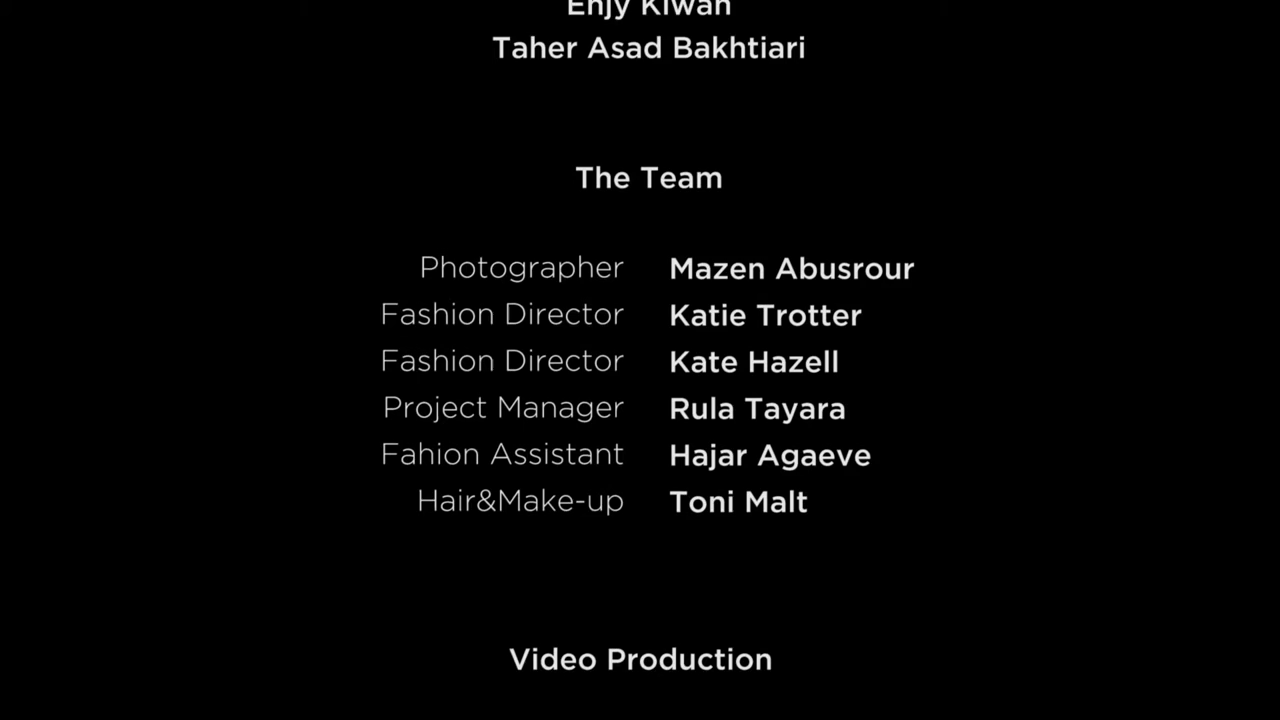 Enjy Kiwan
Taher Asad Bakhtiari
The Team
Photographer Mazen Abusrour
Fashion Director Katie Trotter
Fashion Director Kate Hazell
Project Manager Rula Tayara
Fahion Assistant Hajar Agaeve
Hair&Make-up Toni Malt
Video Production